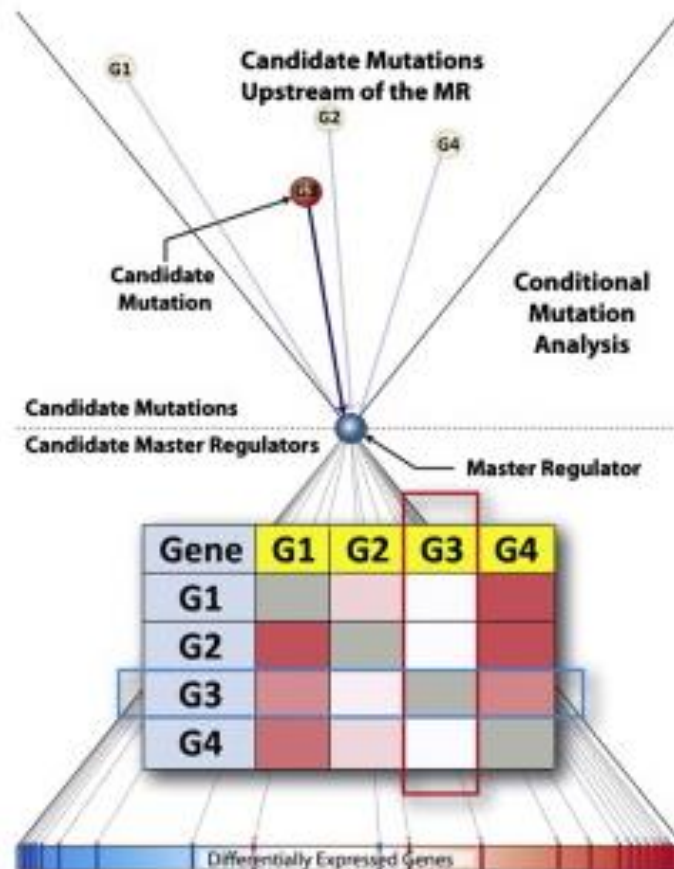 G1
Candidate Mutations
Upstream of the MR
G2
G4
G3
Candidate
Mutation
Conditional
Mutation
Analysis
Candidate Mutations
Candidate Master Regulators
Master Regulator
Gene G1 G2 G3 G4
G1
G2
G3
G4
Differentially Expressed Genes